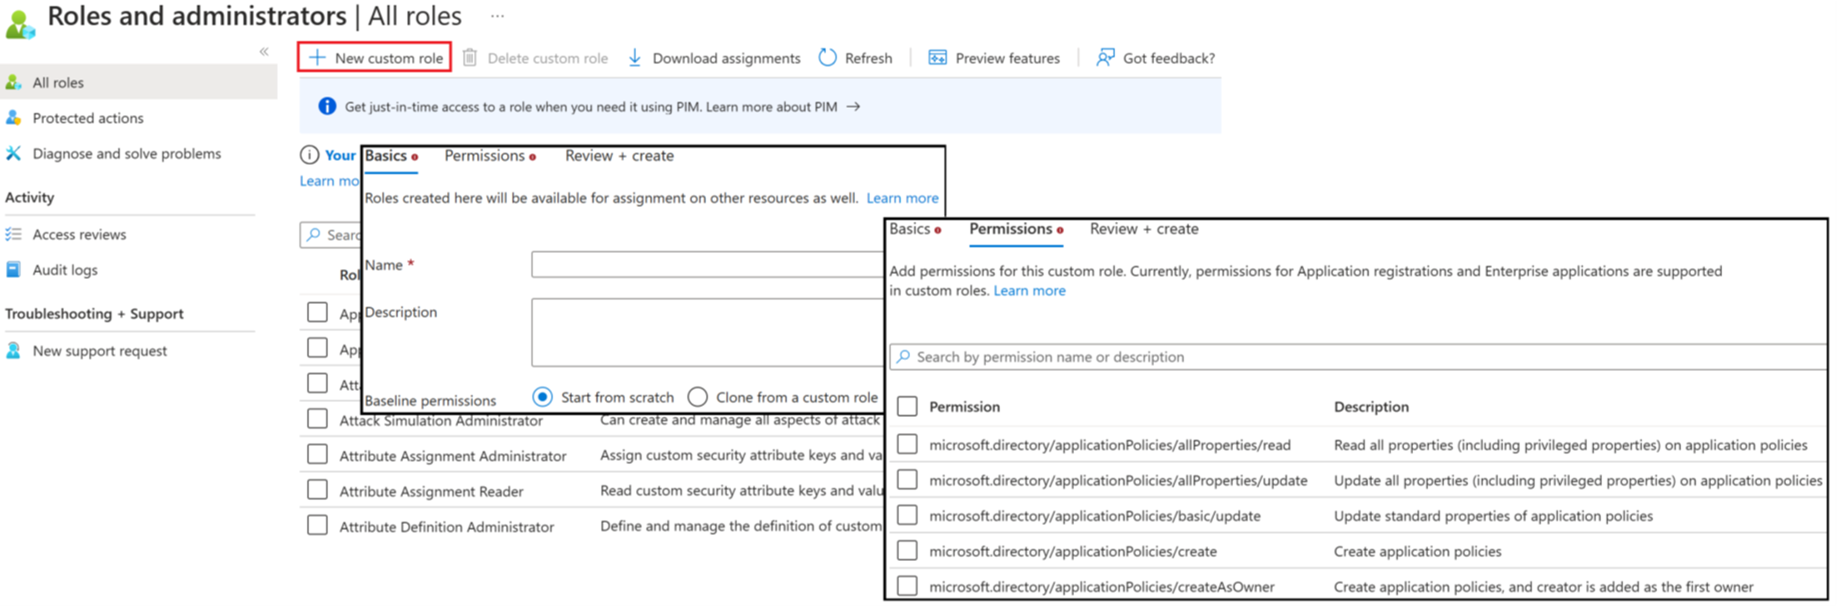 Roles and administrators | All roles ...
«
New custom role
Delete custom role
Download assignments
Refresh
Preview features
Got feedback?
All roles
Protected actions
Diagnose and solve problems
Activity
Access reviews
Audit logs
Troubleshooting + Support
New support request
Get just-in-time access to a role when you need it using PIM. Learn more about PIM →
Your
Learn mo
Searc
Rol
App
App
Att
Attack Simulation Administrator
Can create and manage all aspects of attack
Attribute Assignment Administrator
Assign custom security attribute keys and va
Attribute Assignment Reader
Read custom security attribute keys and valu
Attribute Definition Administrator
Define and manage the definition of custom
Basics
Permissions
Review + create
Roles created here will be available for assignment on other resources as well. Learn more
Name *
Description
Baseline permissions
Start from scratch
Clone from a custom role
Basics
Permissions
Review + create
Add permissions for this custom role. Currently, permissions for Application registrations and Enterprise applications are supported
in custom roles. Learn more
Search by permission name or description
Permission
Description
microsoft.directory/applicationPolicies/allProperties/read
Read all properties (including privileged properties) on application policies
microsoft.directory/applicationPolicies/allProperties/update
Update all properties (including privileged properties) on application policies
microsoft.directory/applicationPolicies/basic/update
Update standard properties of application policies
microsoft.directory/applicationPolicies/create
Create application policies
microsoft.directory/applicationPolicies/createAsOwner
Create application policies, and creator is added as the first owner